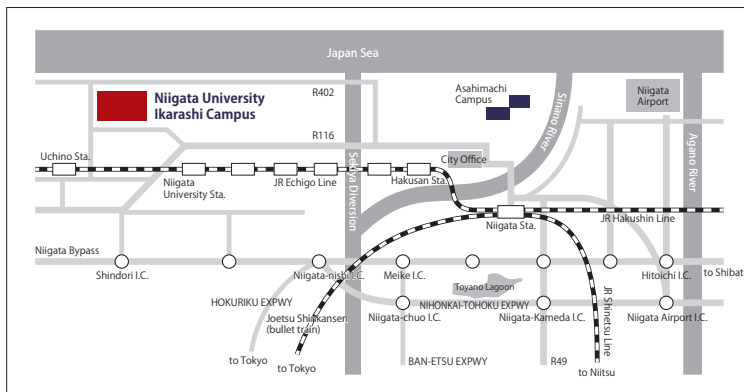 Japan Sea
Niigata University
Ikarashi Campus
R402
Asahimachi
Campus
Sinano River
Niigata
Airport
R116
Uchino Sta.
City Office
Sekiya Diversion
Agano River
Niigata
University Sta.
JR Echigo Line
Hakusan Sta.
Niigata Sta.
JR Hakushin Line
Niigata Bypass
Shindori I.C.
Niigata-nishi I.C.
Meike I.C.
Hitoichi I.C.
to Shibat
Toyano Lagoon
HOKURIKU EXPWY
NIHONKAI-TOHOKU EXPWY
Joetsu Shinkansen
(bullet train)
Niigata-chuo I.C.
Niigata-Kameda I.C.
JR Shinetsu Line
Niigata Airport I.C.
to Tokyo
to Tokyo
BAN-ETSU EXPWY
R49
to Niitsu